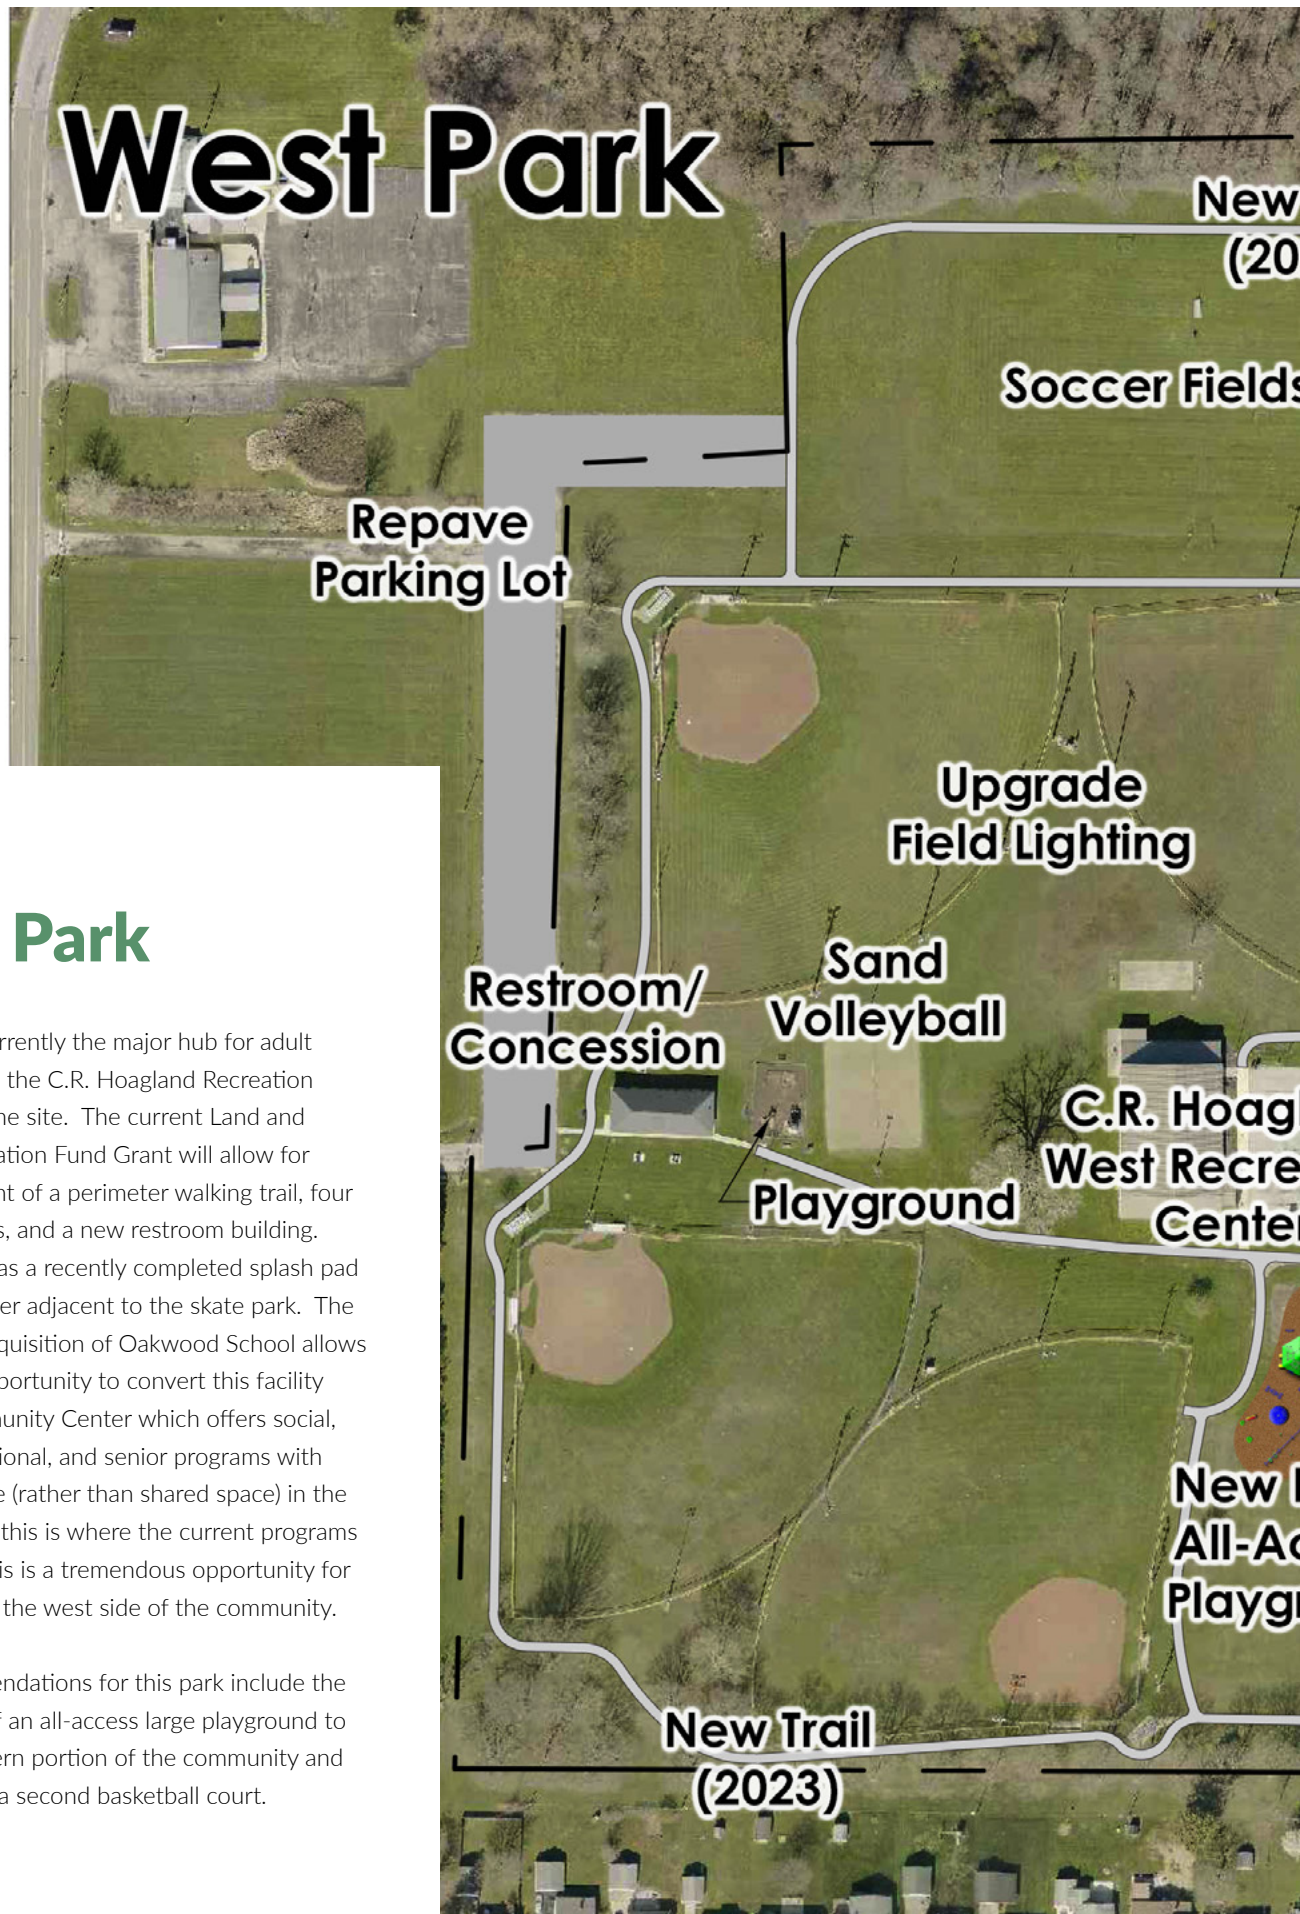 West Park
New
(20
Soccer Fields
Repave
Parking Lot
Upgrade
Field Lighting
Sand
Volleyball
Restroom/
Concession
C.R. Hoagl
West Recre
Center
Playground
New
All-Ac
Playgr
New Trail
(2023)
Park
rrently the major hub for adult
the C.R. Hoagland Recreation
ne site. The current Land and
ation Fund Grant will allow for
nt of a perimeter walking trail, four
s, and a new restroom building.
as a recently completed splash pad
er adjacent to the skate park. The
quisition of Oakwood School allows
portunity to convert this facility
unity Center which offers social,
ional, and senior programs with
e (rather than shared space) in the
this is where the current programs
is is a tremendous opportunity for
the west side of the community.
endations for this park include the
f an all-access large playground to
ern portion of the community and
a second basketball court.